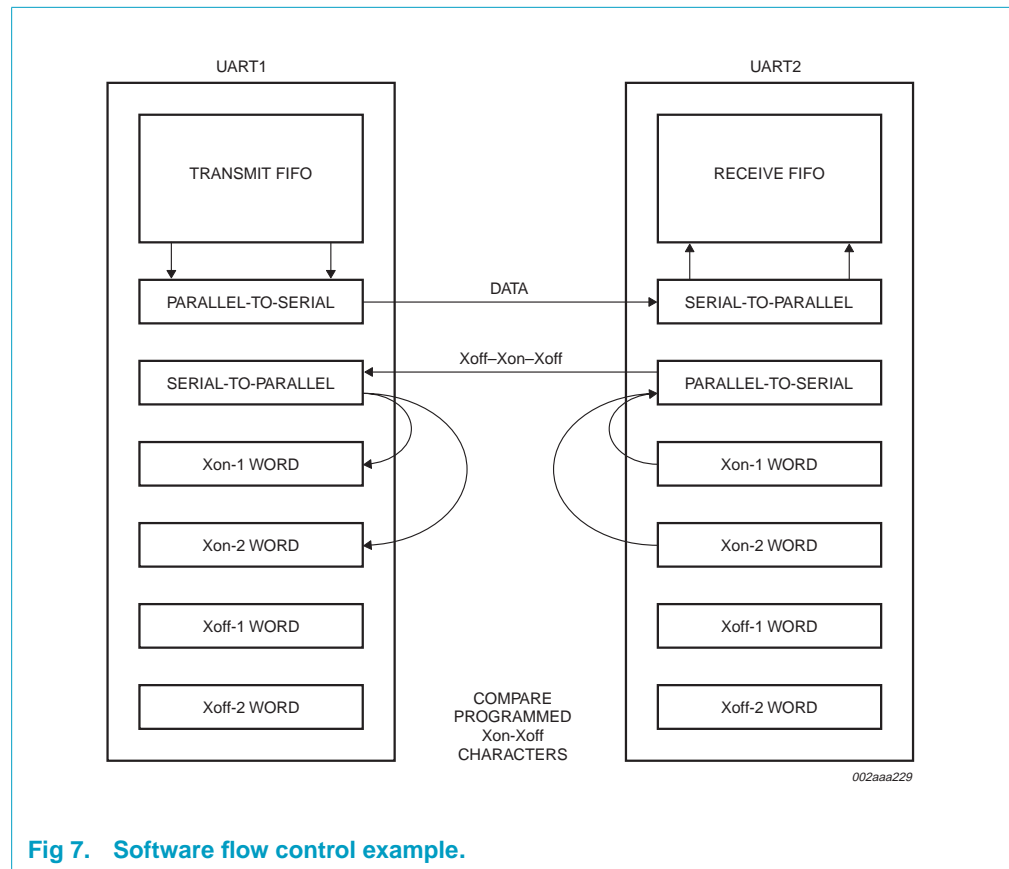 UART1
UART2
TRANSMIT FIFO
RECEIVE FIFO
PARALLEL-TO-SERIAL
DATA
SERIAL-TO-PARALLEL
Xoff–Xon–Xoff
SERIAL-TO-PARALLEL
PARALLEL-TO-SERIAL
Xon-1 WORD
Xon-1 WORD
Xon-2 WORD
Xon-2 WORD
Xoff-1 WORD
Xoff-1 WORD
Xoff-2 WORD
Xoff-2 WORD
COMPARE
PROGRAMMED
Xon-Xoff
CHARACTERS
002aaa229
Fig 7. Software flow control example.